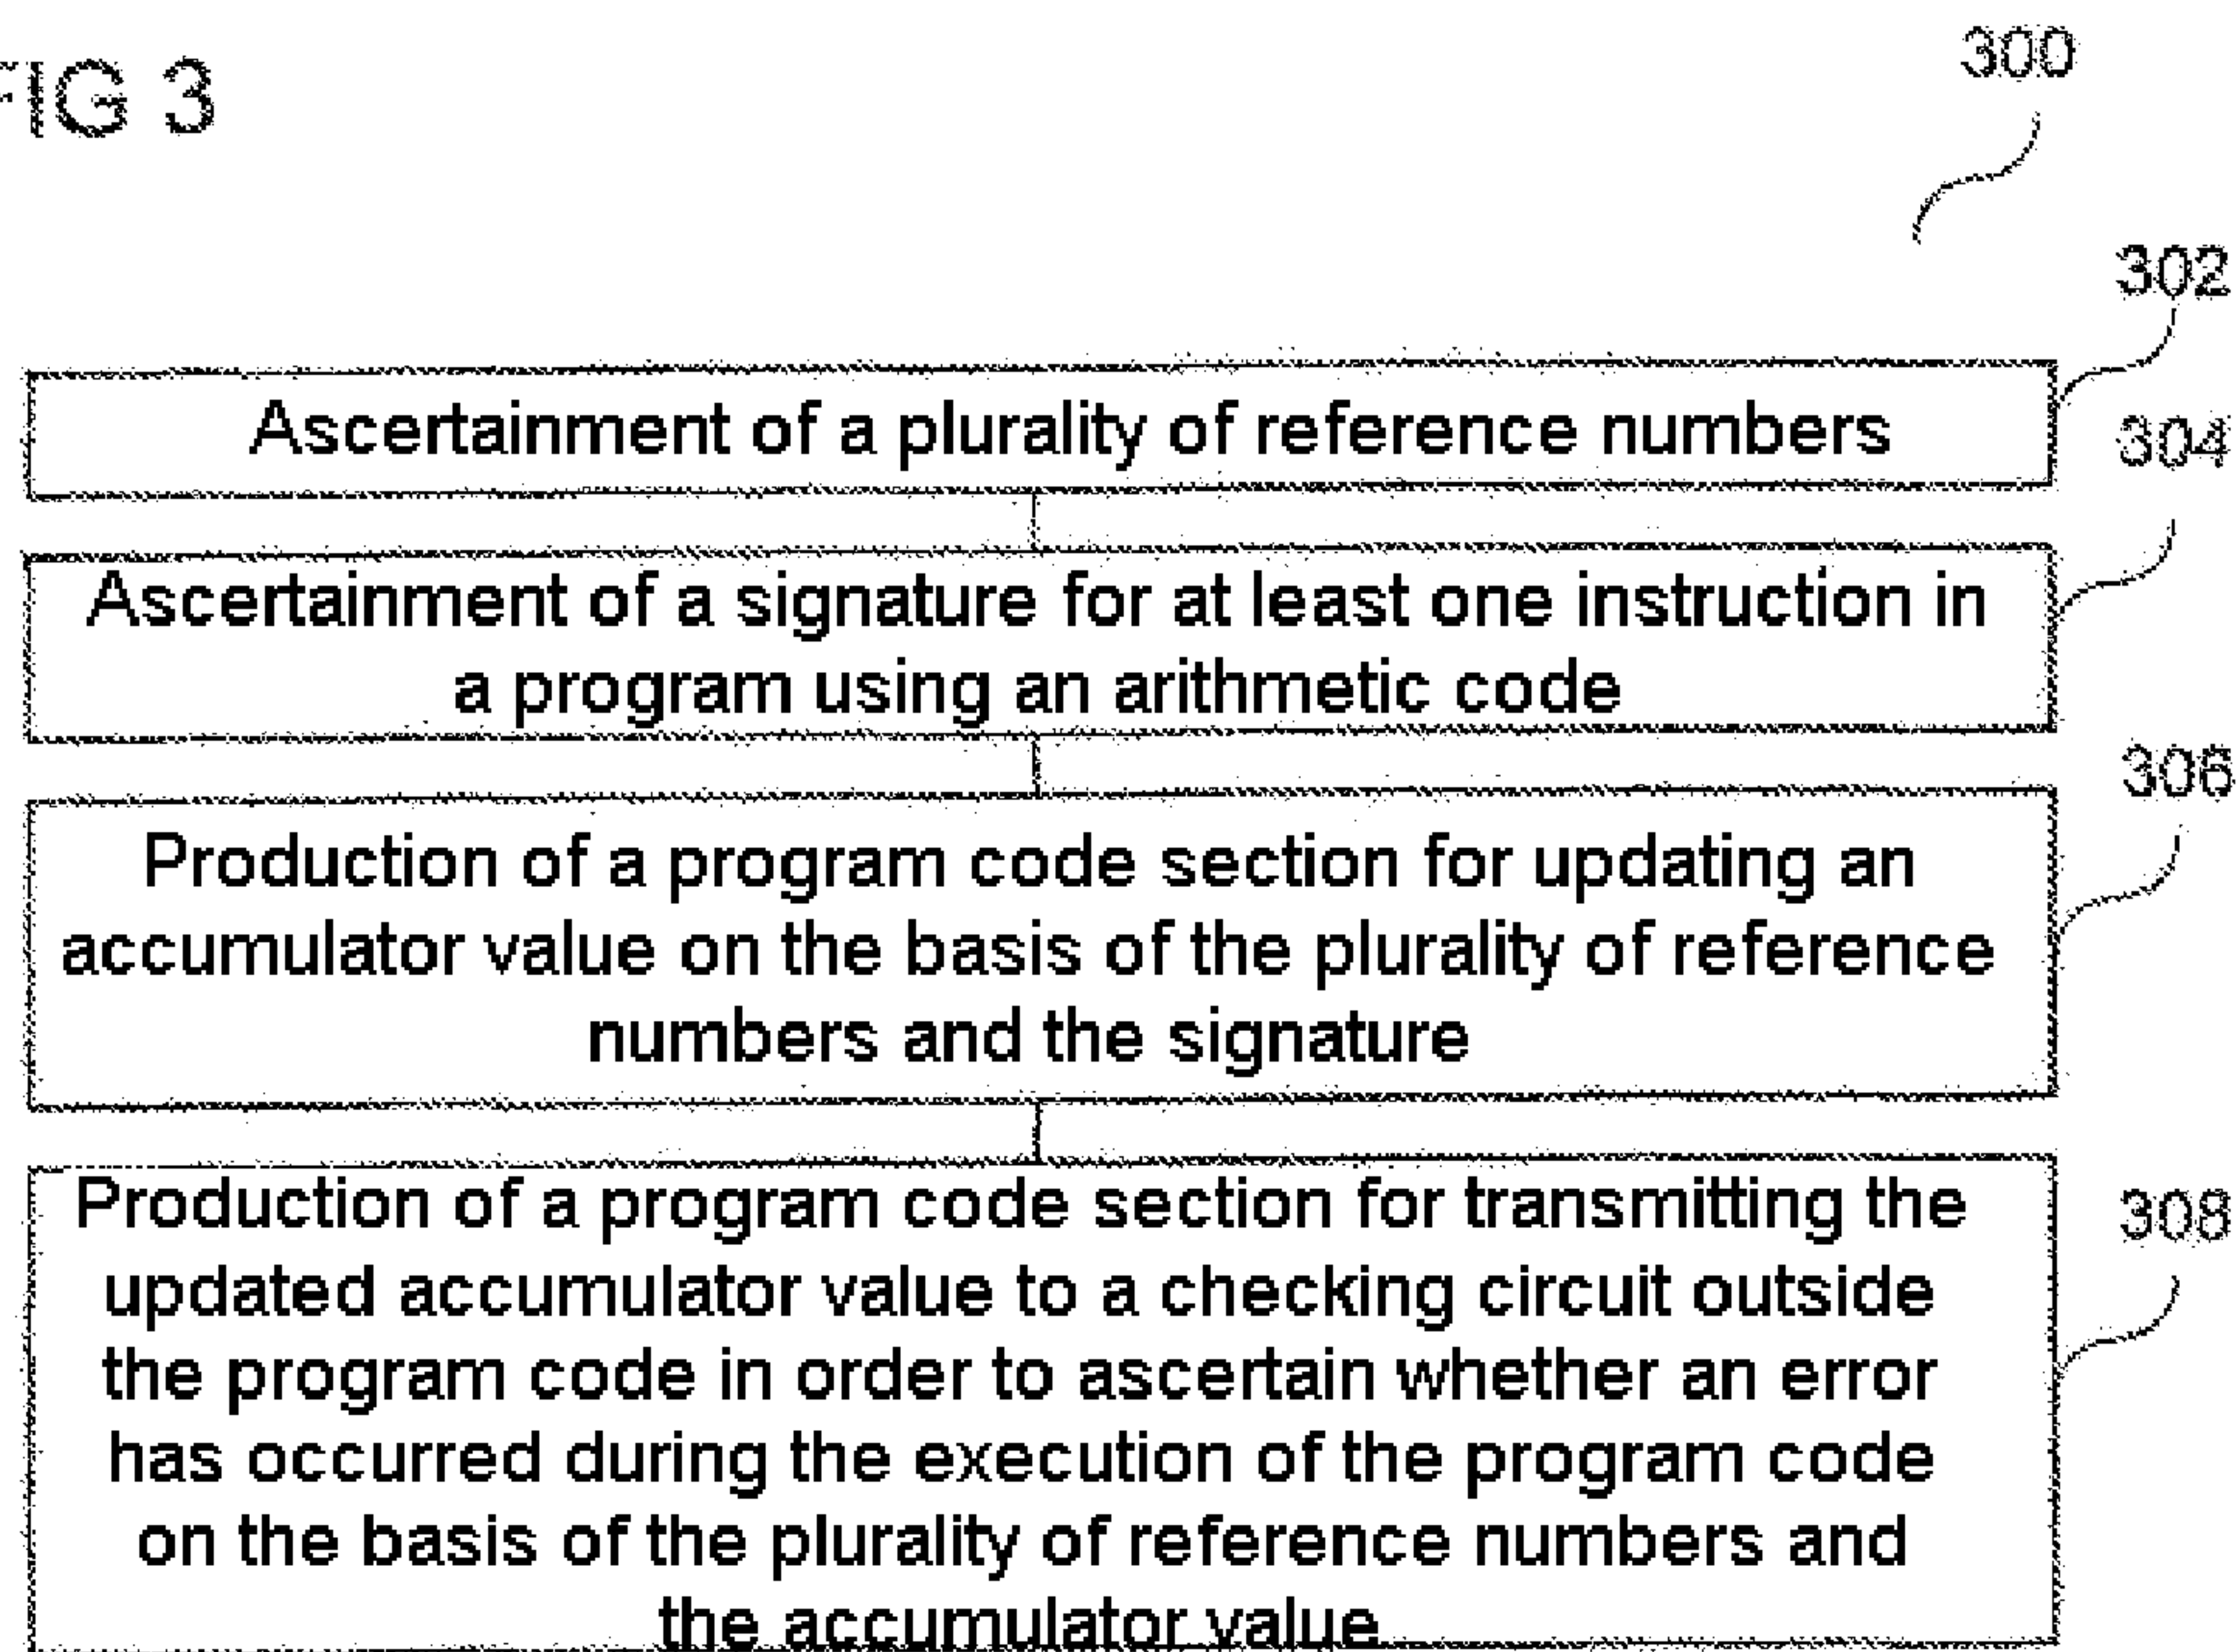 FIG 3
300
302
Ascertainment of a plurality of reference numbers
304
Ascertainment of a signature for at least one instruction in
a program using an arithmetic code
306
Production of a program code section for updating an
accumulator value on the basis of the plurality of reference
numbers and the signature
308
Production of a program code section for transmitting the
updated accumulator value to a checking circuit outside
the program code in order to ascertain whether an error
has occurred during the execution of the program code
on the basis of the plurality of reference numbers and
the accumulator value